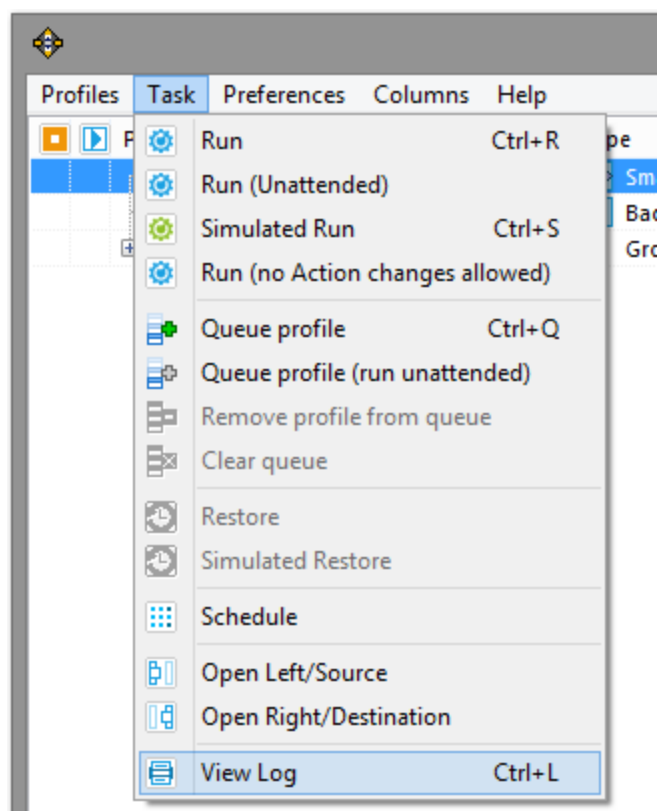 Profiles Task Preferences Columns Help
Run Ctrl+R
Run (Unattended)
Simulated Run Ctrl+S
Run (no Action changes allowed)
Queue profile Ctrl+Q
Queue profile (run unattended)
Remove profile from queue
Clear queue
Restore
Simulated Restore
Schedule
Open Left/Source
Open Right/Destination
View Log Ctrl+L